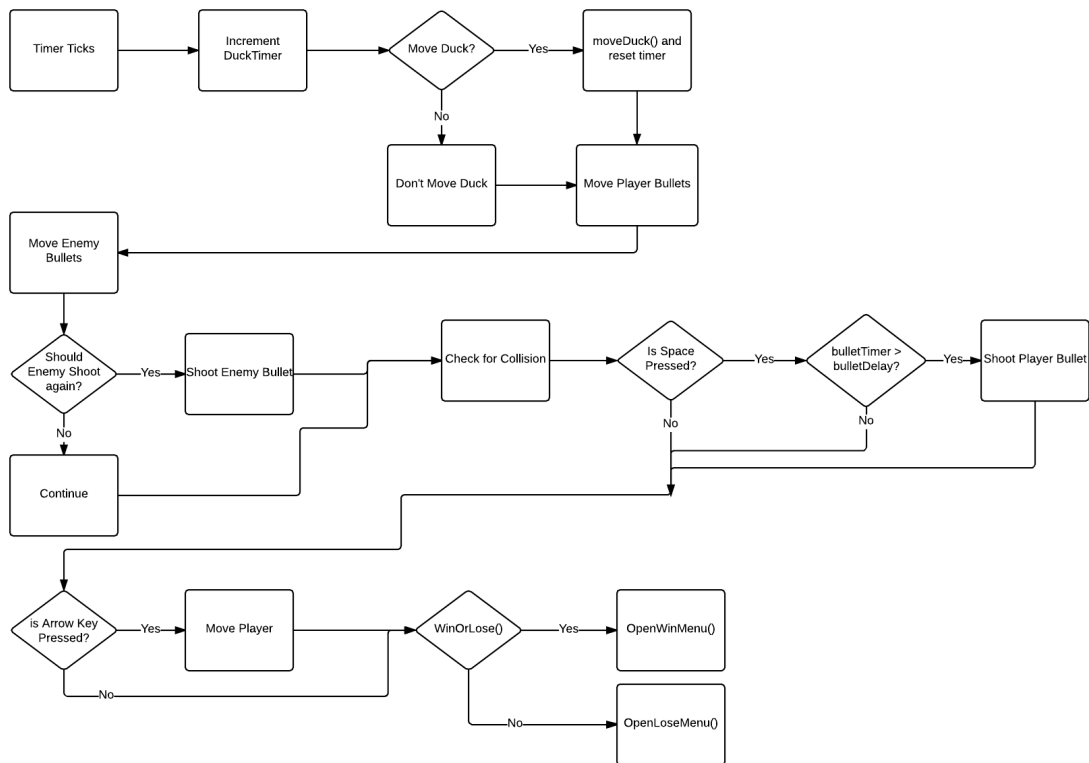 Timer Ticks
Increment
DuckTimer
Move Duck?
Yes
moveDuck() and
reset timer
No
Don't Move Duck
Move Player Bullets
Move Enemy
Bullets
Should
Enemy Shoot
again?
Yes
Shoot Enemy Bullet
Check for Collision
Is Space
Pressed?
Yes
bulletTimer >
bulletDelay?
Yes
Shoot Player Bullet
No
No
No
Continue
is Arrow Key
Pressed?
Yes
Move Player
WinOrLose()
Yes
OpenWinMenu()
No
No
OpenLoseMenu()